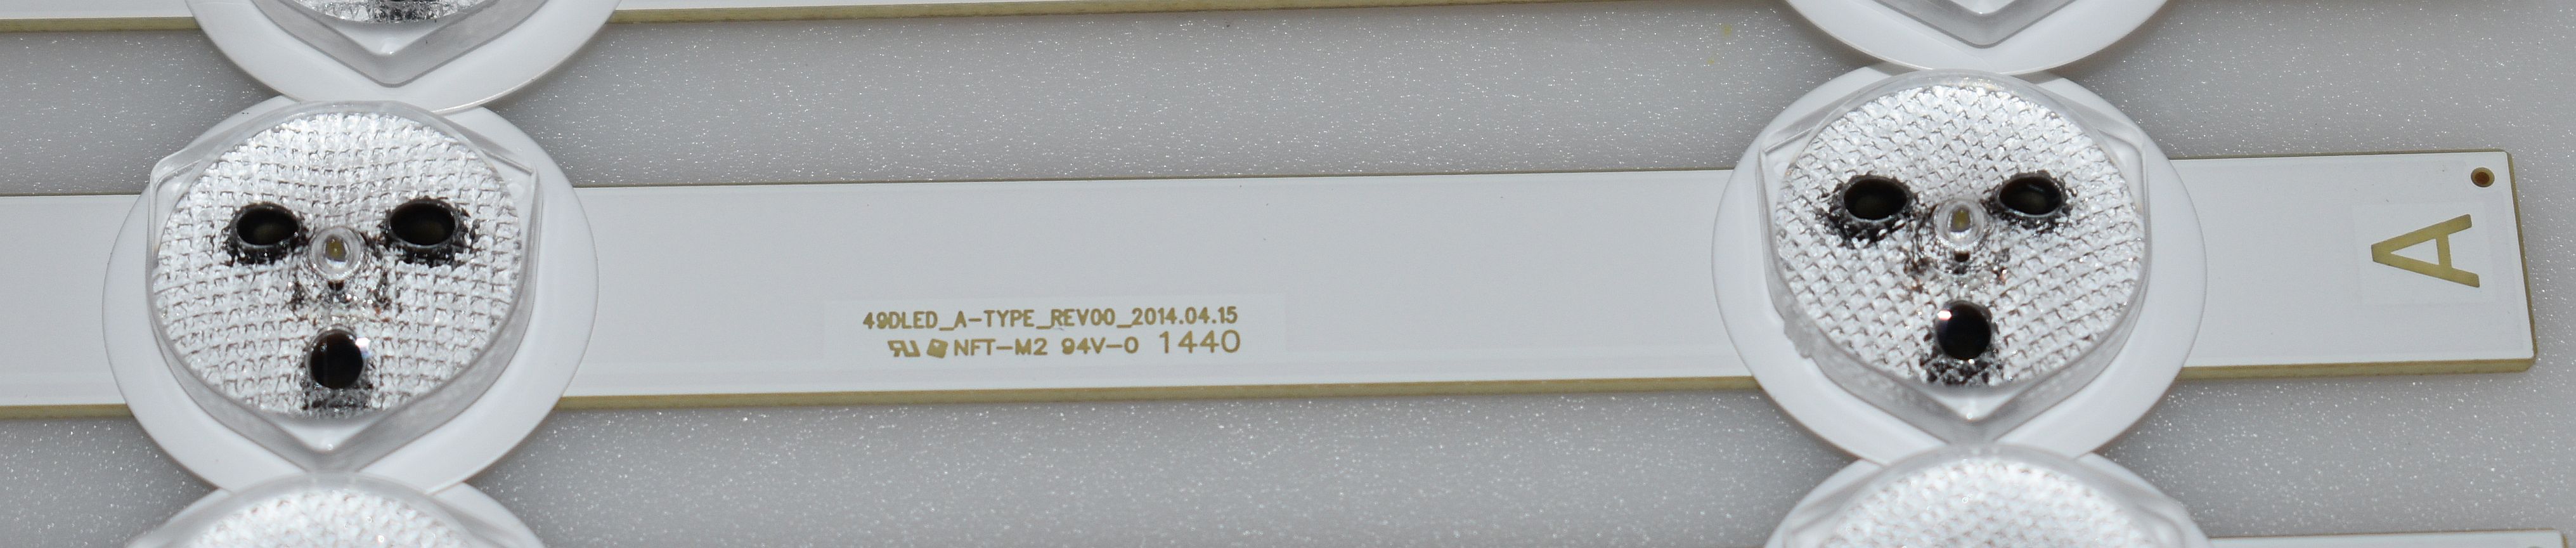 49DLED_A-TYPE_REV00_2014.04.15
NFT-M2 94V-0 1440
A